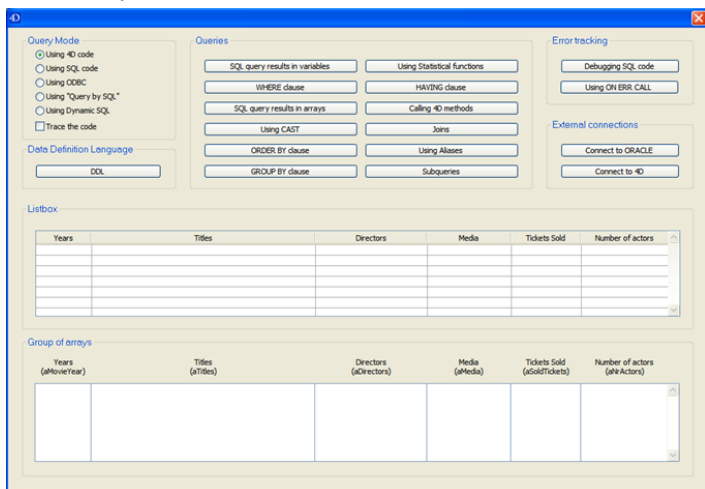 4D
Query Mode
Using 4D code
Using SQL code
Using ODBC
Using "Query by SQL"
Using Dynamic SQL
Trace the code
Data Definition Language
DDL
Queries
SQL query results in variables
Using Statistical functions
WHERE clause
HAVING clause
SQL query results in arrays
Calling 4D methods
Using CAST
Joins
ORDER BY clause
Using Aliases
GROUP BY clause
Subqueries
Error tracking
Debugging SQL code
Using ON ERR CALL
External connections
Connect to ORACLE
Connect to 4D
Listbox
Years Titles Directors Media Tickets Sold Number of actors
Group of arrays
Years Titles Directors Media Tickets Sold Number of actors
(aMovieYear) (aTitles) (aDirectors) (aMedia) (aSoldTickets) (aNrActors)